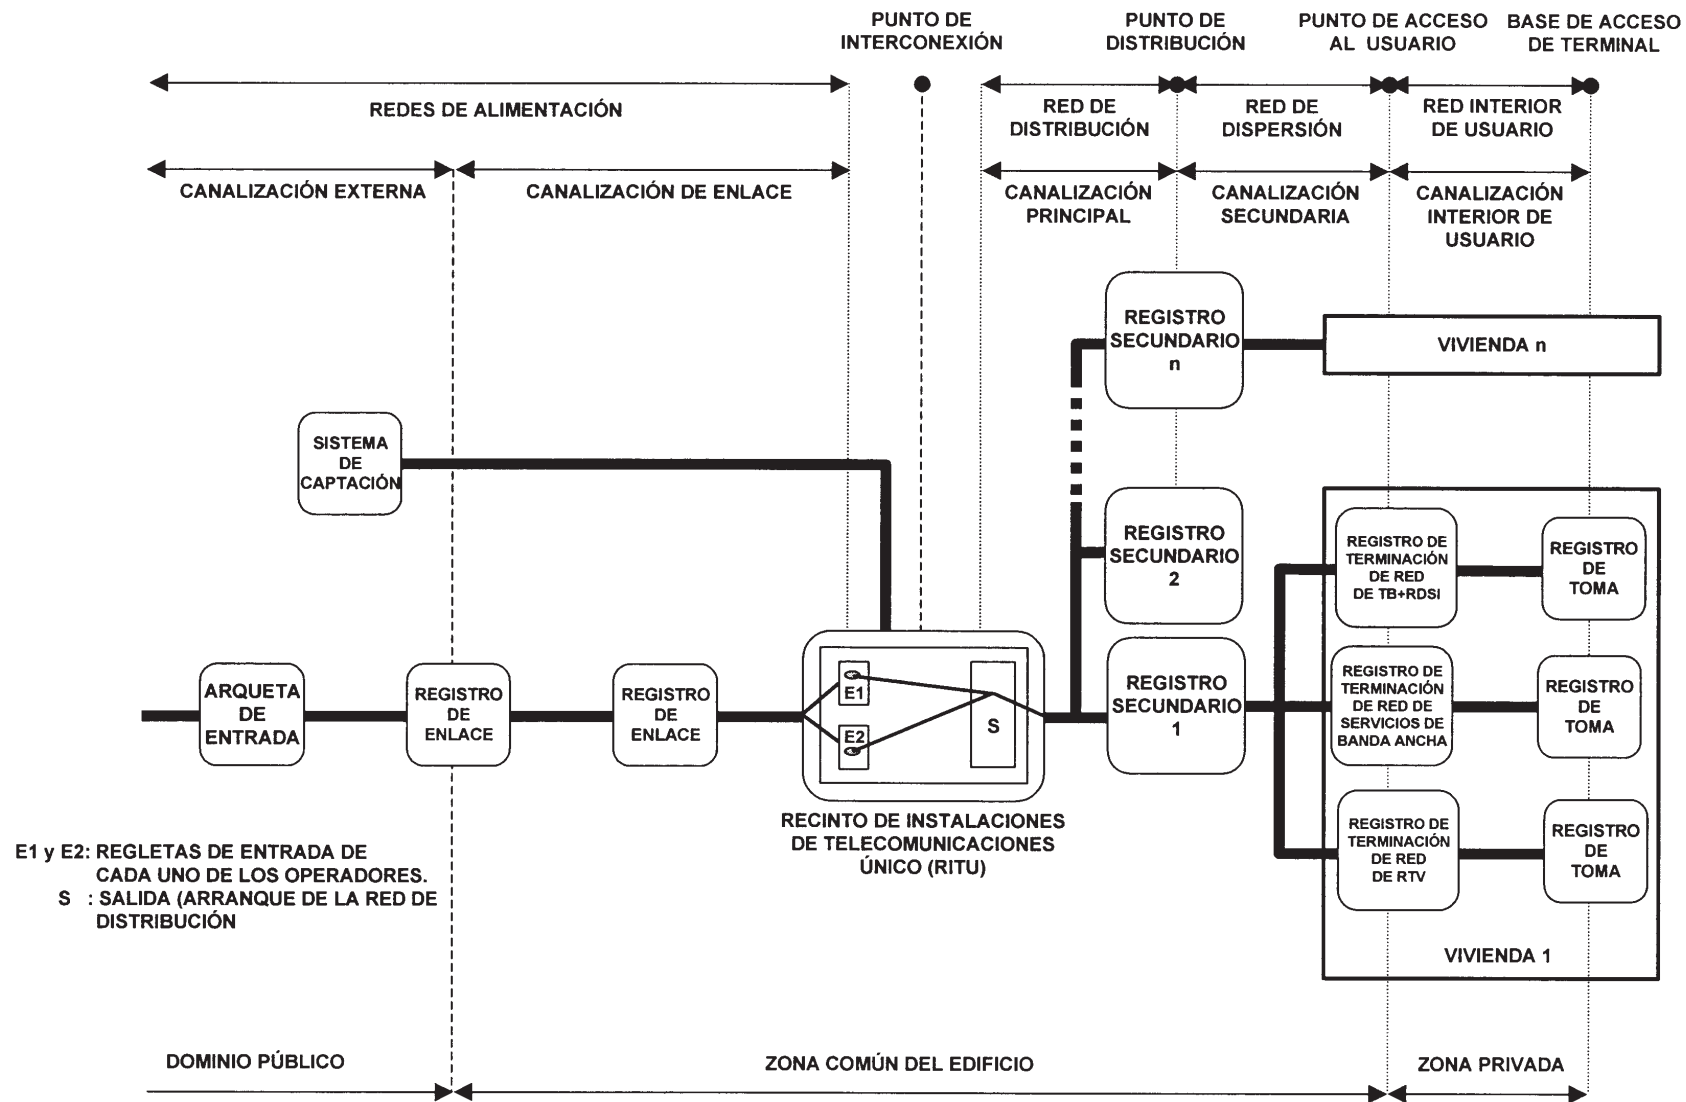 PUNTO DE
INTERCONEXIÓN
PUNTO DE
DISTRIBUCIÓN
PUNTO DE ACCESO
AL USUARIO
BASE DE ACCESO
DE TERMINAL
REDES DE ALIMENTACIÓN
RED DE
DISTRIBUCIÓN
RED DE
DISPERSIÓN
RED INTERIOR
DE USUARIO
CANALIZACIÓN EXTERNA
CANALIZACIÓN DE ENLACE
CANALIZACIÓN
PRINCIPAL
CANALIZACIÓN
SECUNDARIA
CANALIZACIÓN
INTERIOR DE
USUARIO
REGISTRO
SECUNDARIO
n
VIVIENDA n
SISTEMA
DE
CAPTACIÓN
REGISTRO
SECUNDARIO
2
REGISTRO DE
TERMINACIÓN
DE RED
DE TB+RDSI
REGISTRO
DE
TOMA
ARQUETA
DE
ENTRADA
REGISTRO
DE
ENLACE
REGISTRO
DE
ENLACE
E1
E2
S
REGISTRO
SECUNDARIO
1
REGISTRO DE
TERMINACIÓN
DE RED DE
SERVICIOS DE
BANDA ANCHA
REGISTRO
DE
TOMA
RECINTO DE INSTALACIONES
DE TELECOMUNICACIONES
ÚNICO (RITU)
REGISTRO DE
TERMINACIÓN
DE RED
DE RTV
REGISTRO
DE
TOMA
E1 y E2: REGLETAS DE ENTRADA DE
CADA UNO DE LOS OPERADORES.
S : SALIDA (ARRANQUE DE LA RED DE
DISTRIBUCIÓN
VIVIENDA 1
DOMINIO PÚBLICO
ZONA COMÚN DEL EDIFICIO
ZONA PRIVADA